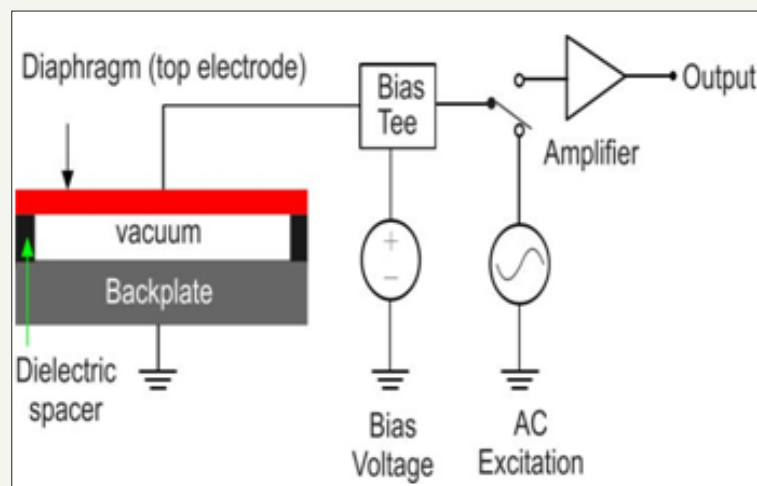 Diaphragm (top electrode)
Bias
Tee
Output
Amplifier
vacuum
+
−
Backplate
Dielectric
spacer
Bias
Voltage
AC
Excitation